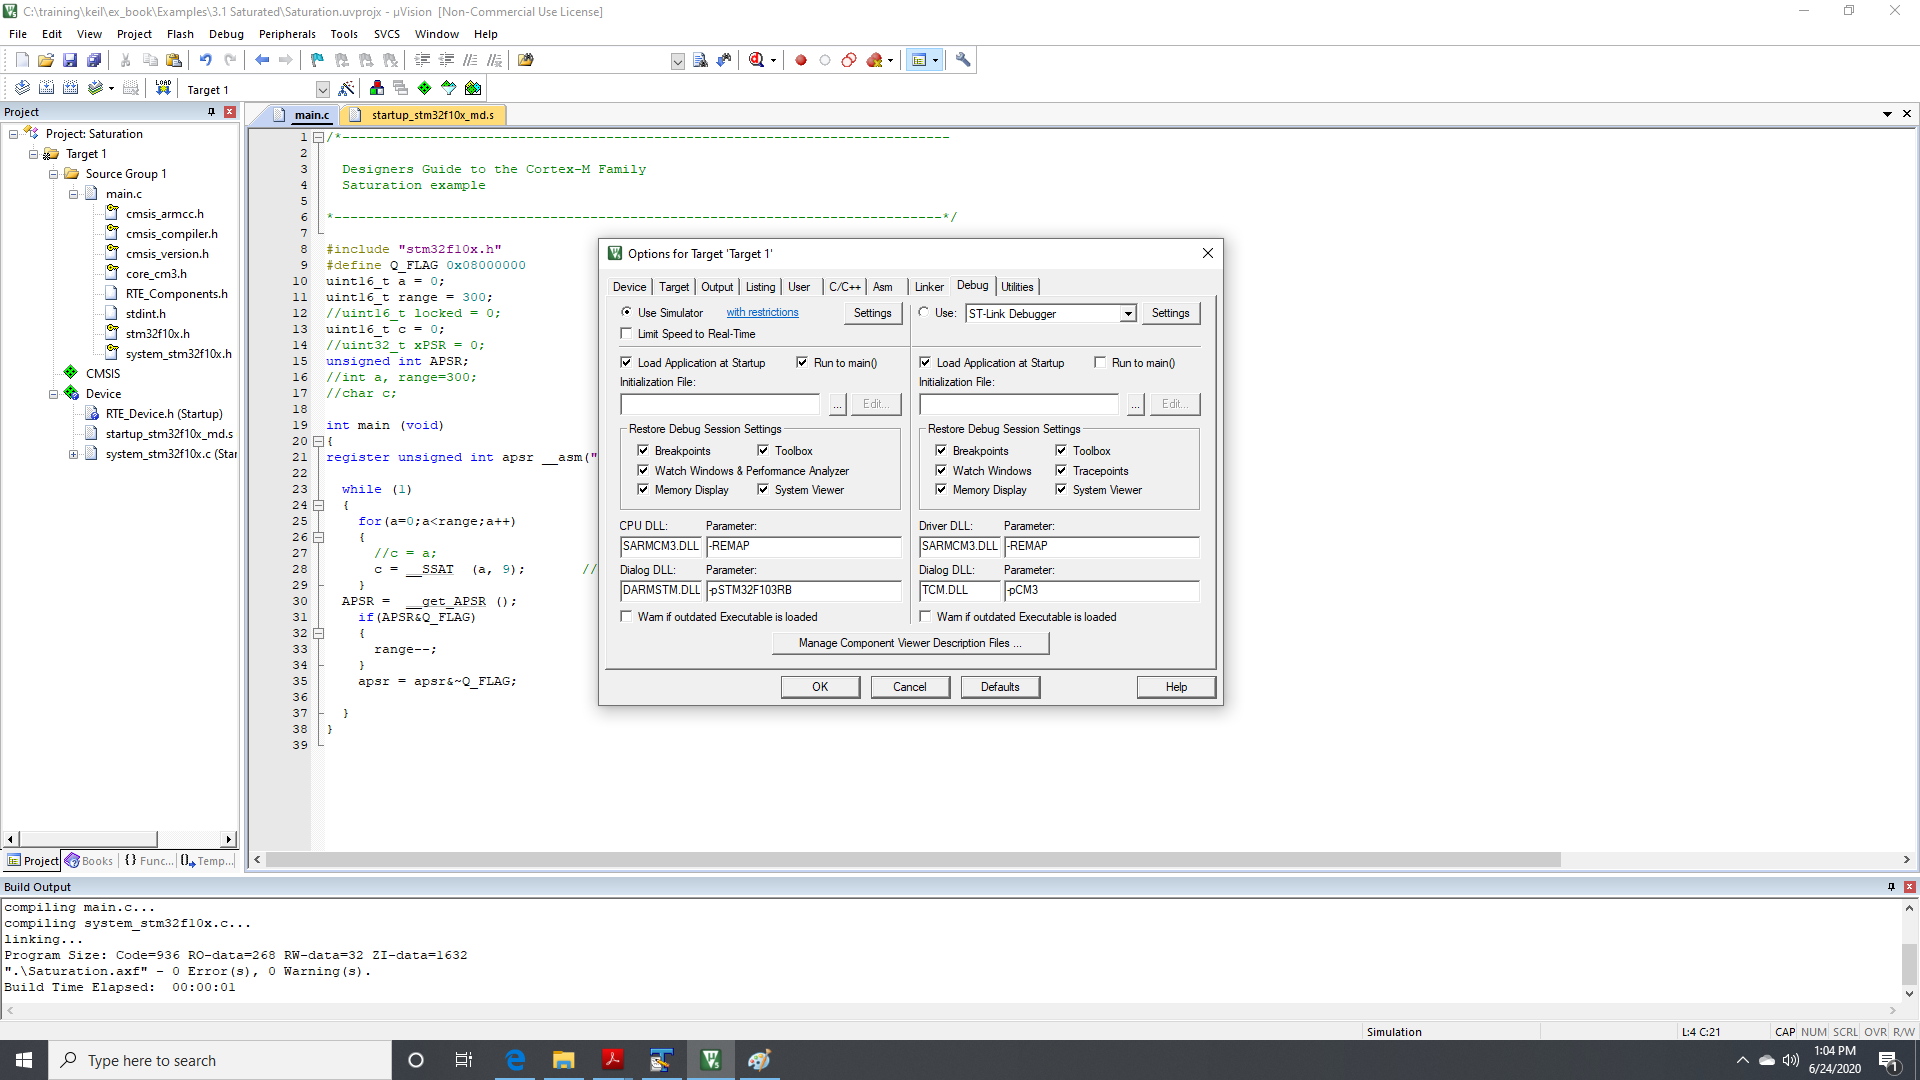 C:\training\keil\ex_book\Examples\3.1 Saturated\Saturation.uvprojx - µVision  [Non-Commercial Use License]
File Edit View Project Flash Debug Peripherals Tools SVCS Window Help
LOAD Target 1
Project
Project: Saturation
Target 1
Source Group 1
main.c
cmsis_armcc.h
cmsis_compiler.h
cmsis_version.h
core_cm3.h
RTE_Components.h
stdint.h
stm32f10x.h
system_stm32f10x.h
CMSIS
Device
RTE_Device.h (Startup)
startup_stm32f10x_md.s
system_stm32f10x.c (Star
Project Books {} Func... Temp...
main.c startup_stm32f10x_md.s
1 /*----------------------------------------------------------------------------
2
3 Designers Guide to the Cortex-M Family
4 Saturation example
5
6 *----------------------------------------------------------------------------*/
7
8 #include "stm32f10x.h"
9 #define Q_FLAG 0x08000000
10 uint16_t a = 0;
11 uint16_t range = 300;
12 //uint16_t locked = 0;
13 uint16_t c = 0;
14 //uint32_t xPSR = 0;
15 unsigned int APSR;
16 //int a, range=300;
17 //char c;
18
19 int main (void)
20 {
21 register unsigned int apsr __asm("
22
23 while (1)
24 {
25 for(a=0;a<range;a++)
26 {
27 //c = a;
28 c = __SSAT  (a, 9); //
29 }
30 APSR =  __get_APSR ();
31 if(APSR&Q_FLAG)
32 {
33 range--;
34 }
35 apsr = apsr&~Q_FLAG;
36
37 }
38 }
39
Options for Target 'Target 1'
Device Target Output Listing User C/C++ Asm Linker Debug Utilities
Use Simulator with restrictions Settings
Limit Speed to Real-Time
Load Application at Startup Run to main()
Initialization File:
... Edit...
Restore Debug Session Settings
Breakpoints Toolbox
Watch Windows & Performance Analyzer
Memory Display System Viewer
CPU DLL: Parameter:
SARMCM3.DLL -REMAP
Dialog DLL: Parameter:
DARMSTM.DLL -pSTM32F103RB
Warn if outdated Executable is loaded
Use: ST-Link Debugger Settings
Load Application at Startup Run to main()
Initialization File:
... Edit...
Restore Debug Session Settings
Breakpoints Toolbox
Watch Windows Tracepoints
Memory Display System Viewer
Driver DLL: Parameter:
SARMCM3.DLL -REMAP
Dialog DLL: Parameter:
TCM.DLL -pCM3
Warn if outdated Executable is loaded
Manage Component Viewer Description Files ...
OK Cancel Defaults Help
Build Output
compiling main.c...
compiling system_stm32f10x.c...
linking...
Program Size: Code=936 RO-data=268 RW-data=32 ZI-data=1632
".\Saturation.axf" - 0 Error(s), 0 Warning(s).
Build Time Elapsed:  00:00:01
Simulation L:4 C:21 CAP NUM SCRL OVR R/W
Type here to search
1:04 PM
6/24/2020
1